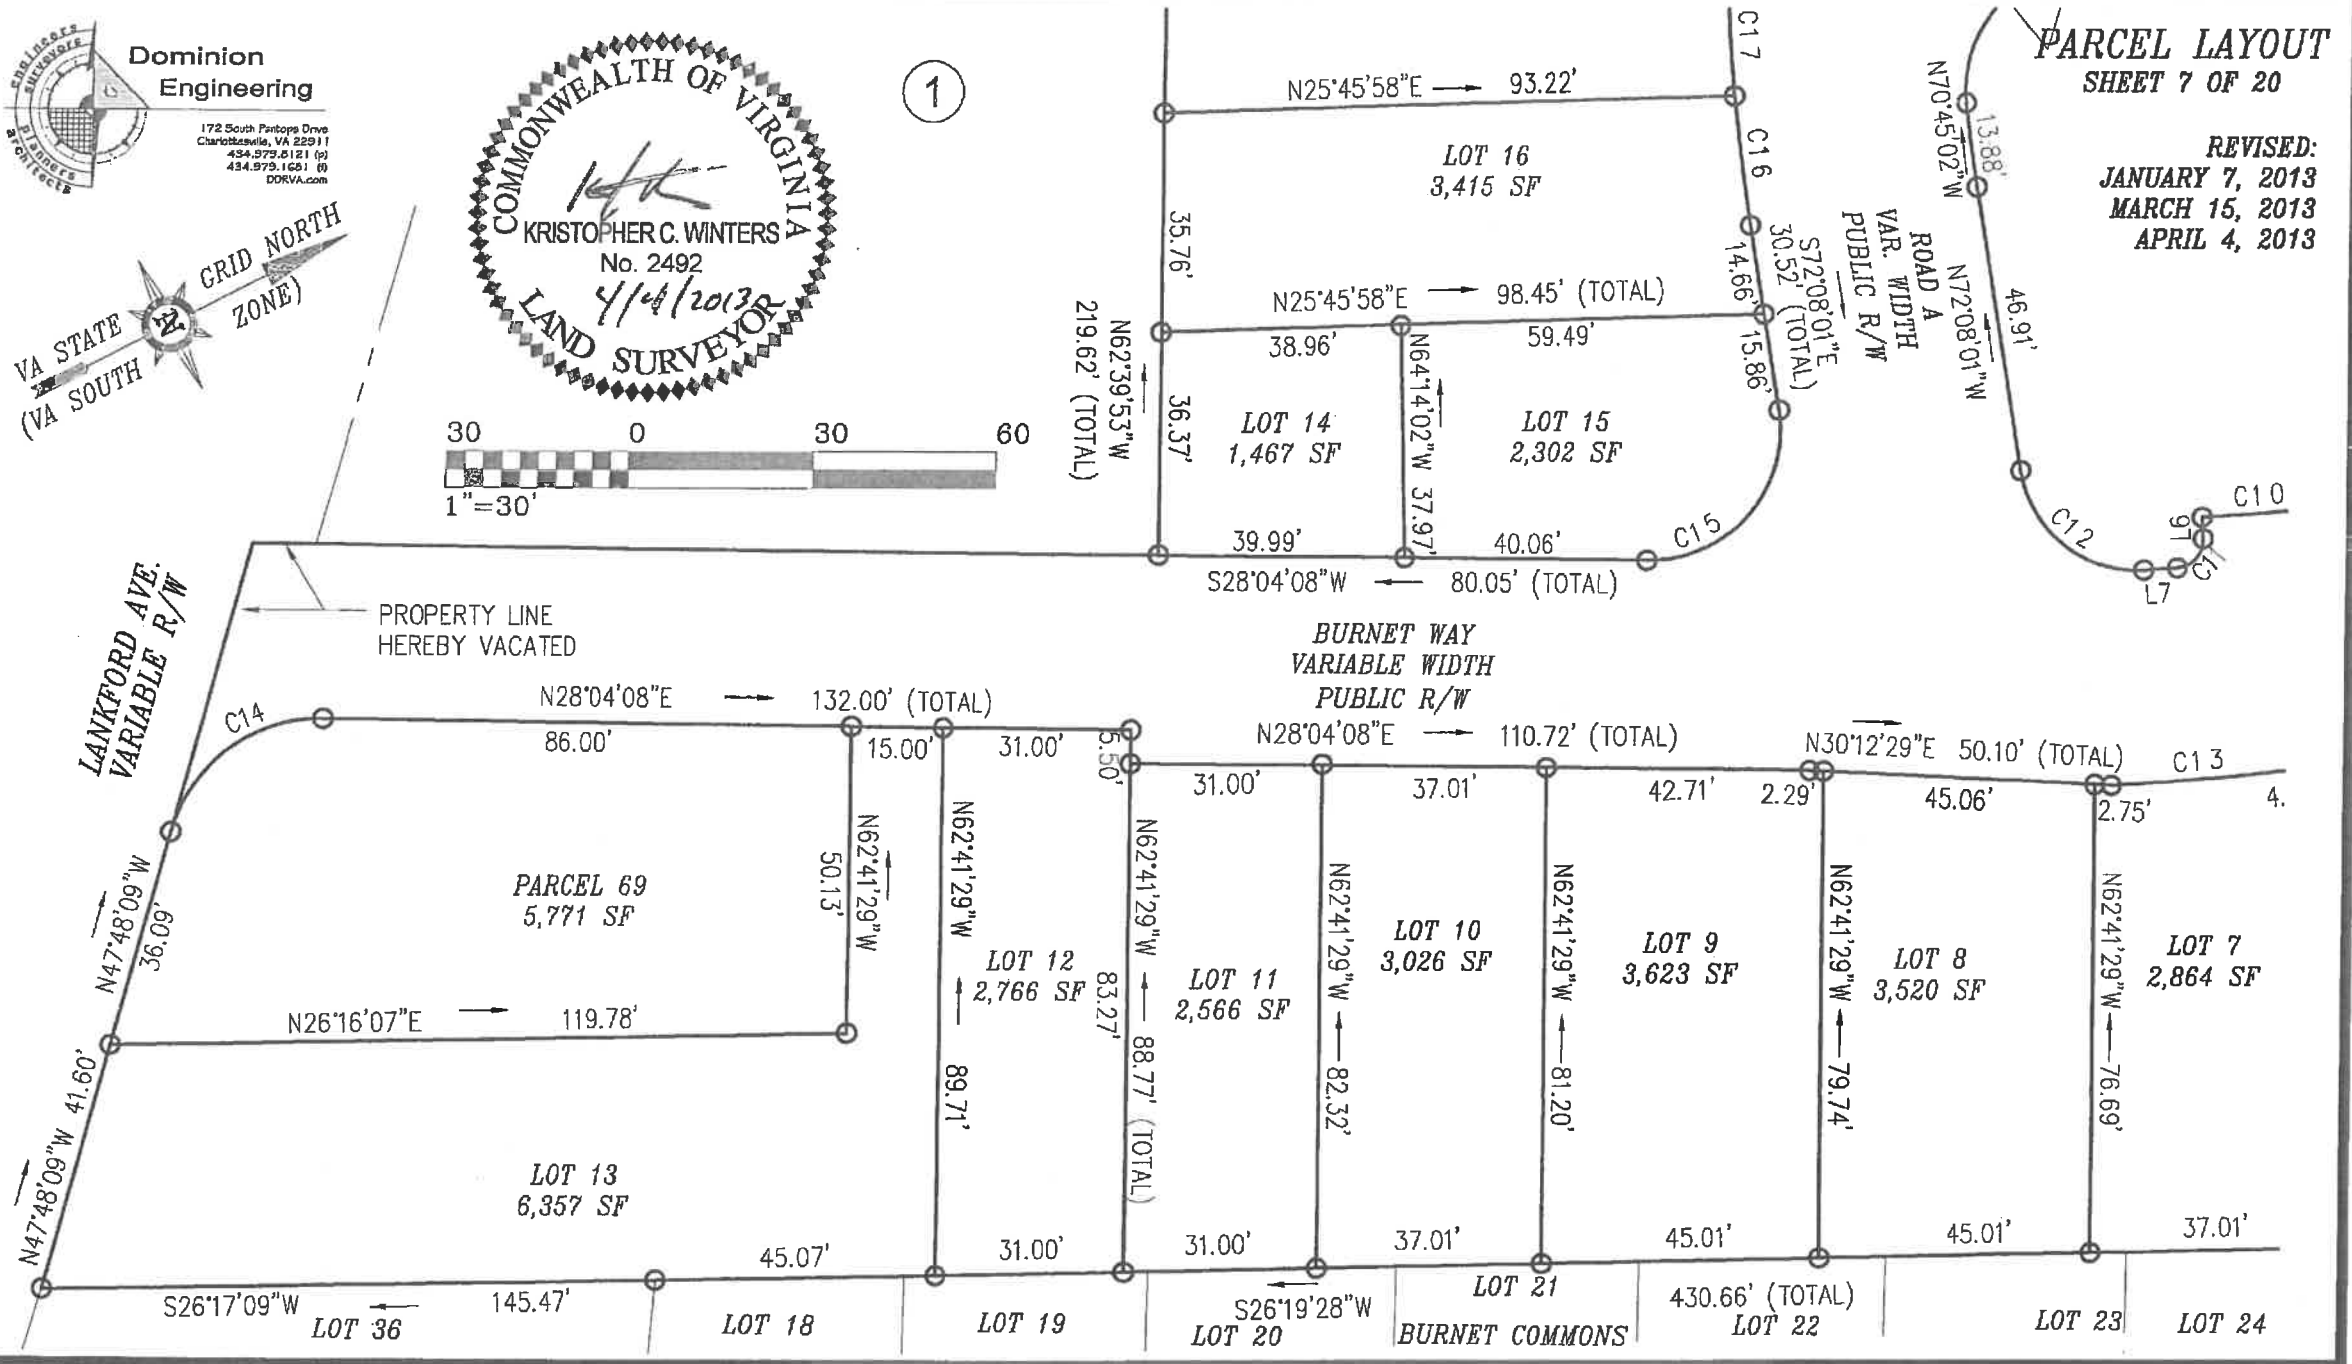 engineers
surveyors
planners
architects
Dominion
Engineering
172 South Pantops Drive
Charlottesville, VA 22911
434.979.8121 (p)
434.979.1681 (f)
DDRVA.com
COMMONWEALTH OF VIRGINIA
KRISTOPHER C. WINTERS
No. 2492
4/4/2013
LAND SURVEYOR
1
PARCEL LAYOUT
SHEET 7 OF 20
REVISED:
JANUARY 7, 2013
MARCH 15, 2013
APRIL 4, 2013
VA STATE GRID NORTH
(VA SOUTH ZONE)
N
30 0 30 60
1"=30'
C17
N25°45'58"E 93.22'
C16
LOT 16
3,415 SF
35.76'
14.66'
S72°08'01"E
30.52' (TOTAL)
ROAD A
VAR. WIDTH
PUBLIC R/W
N70°45'02"W
13.88'
N72°08'01"W
46.91'
N25°45'58"E 98.45' (TOTAL)
38.96'
59.49'
15.86'
N62°39'53"W
219.62' (TOTAL)
36.37'
LOT 14
1,467 SF
N64°14'02"W 37.97'
LOT 15
2,302 SF
C15
C12
C10
L6
C11
L7
39.99'
40.06'
S28°04'08"W 80.05' (TOTAL)
LANKFORD AVE.
VARIABLE R/W
PROPERTY LINE
HEREBY VACATED
BURNET WAY
VARIABLE WIDTH
PUBLIC R/W
C14
N28°04'08"E 132.00' (TOTAL)
86.00'
15.00'
31.00'
5.50'
N28°04'08"E 110.72' (TOTAL)
31.00'
37.01'
42.71'
2.29'
N30°12'29"E 50.10' (TOTAL)
45.06'
2.75'
C13
4.
N47°48'09"W
36.09'
PARCEL 69
5,771 SF
50.13'
N62°41'29"W
N26°16'07"E 119.78'
N62°41'29"W 89.71'
LOT 12
2,766 SF
83.27'
N62°41'29"W 88.77' (TOTAL)
LOT 11
2,566 SF
N62°41'29"W 82.32'
LOT 10
3,026 SF
N62°41'29"W 81.20'
LOT 9
3,623 SF
N62°41'29"W 79.74'
LOT 8
3,520 SF
N62°41'29"W 76.69'
LOT 7
2,864 SF
N47°48'09"W 41.60'
LOT 13
6,357 SF
45.07'
31.00'
31.00'
37.01'
45.01'
45.01'
37.01'
S26°17'09"W 145.47'
S26°19'28"W
430.66' (TOTAL)
LOT 36
LOT 18
LOT 19
LOT 20
LOT 21
BURNET COMMONS
LOT 22
LOT 23
LOT 24